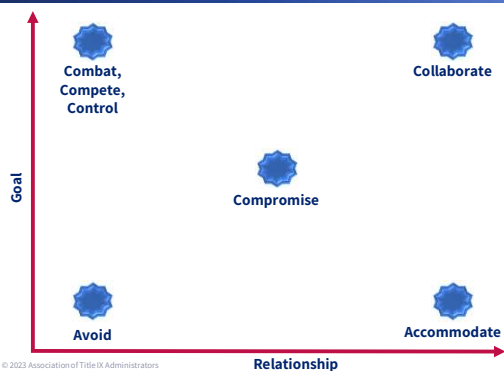 Combat,
Compete,
Control
Collaborate
Goal
Compromise
Avoid
Accommodate
Relationship
© 2023 Association of Title IX Administrators